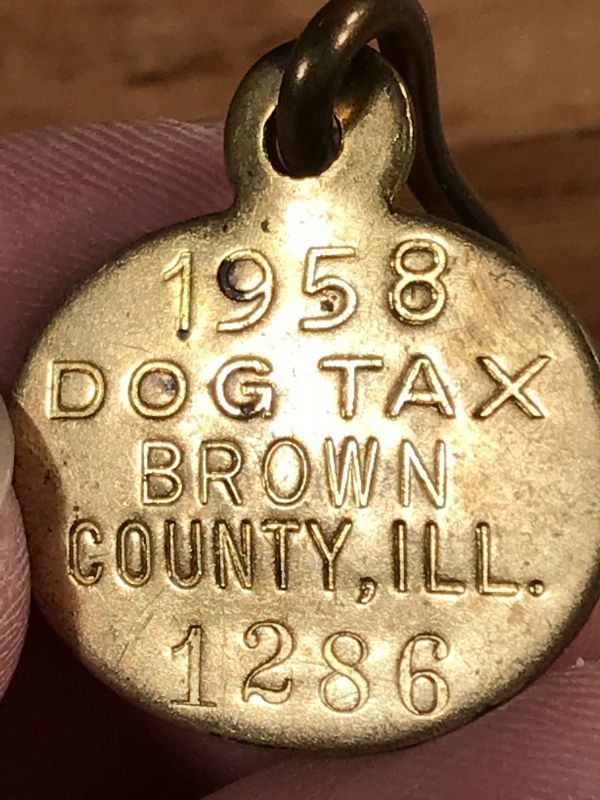 1958
DOG TAX
BROWN
COUNTY, ILL.
1286